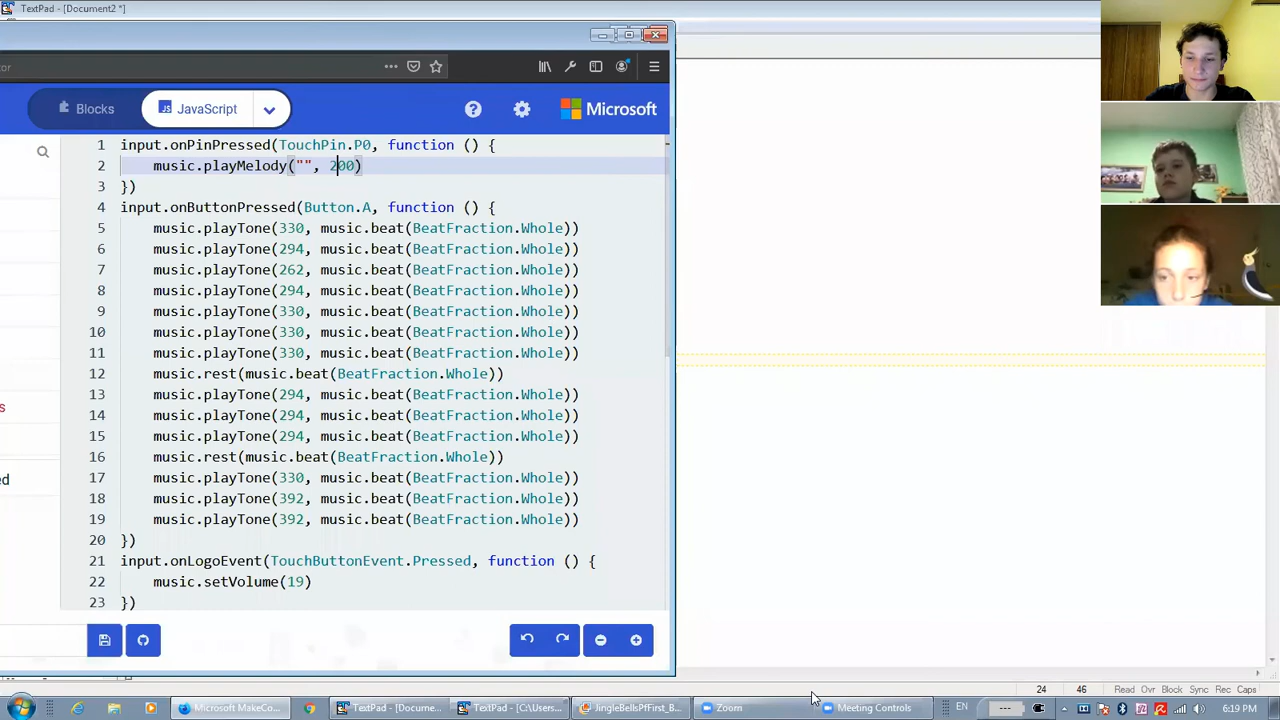 TextPad - [Document2 *]
tor
Blocks
JavaScript
Microsoft
1 input.onPinPressed(TouchPin.P0, function () {
2 music.playMelody("", 200)
3 })
4 input.onButtonPressed(Button.A, function () {
5 music.playTone(330, music.beat(BeatFraction.Whole))
6 music.playTone(294, music.beat(BeatFraction.Whole))
7 music.playTone(262, music.beat(BeatFraction.Whole))
8 music.playTone(294, music.beat(BeatFraction.Whole))
9 music.playTone(330, music.beat(BeatFraction.Whole))
10 music.playTone(330, music.beat(BeatFraction.Whole))
11 music.playTone(330, music.beat(BeatFraction.Whole))
12 music.rest(music.beat(BeatFraction.Whole))
13 music.playTone(294, music.beat(BeatFraction.Whole))
14 music.playTone(294, music.beat(BeatFraction.Whole))
15 music.playTone(294, music.beat(BeatFraction.Whole))
16 music.rest(music.beat(BeatFraction.Whole))
17 music.playTone(330, music.beat(BeatFraction.Whole))
18 music.playTone(392, music.beat(BeatFraction.Whole))
19 music.playTone(392, music.beat(BeatFraction.Whole))
20 })
21 input.onLogoEvent(TouchButtonEvent.Pressed, function () {
22 music.setVolume(19)
23 })
s
ed
24 46 Read Ovr Block Sync Rec Caps
Microsoft MakeCo...
TextPad - [Docume...
TextPad - [C:\Users...
JingleBellsPfFirst_B...
Zoom
Meeting Controls
EN
6:19 PM